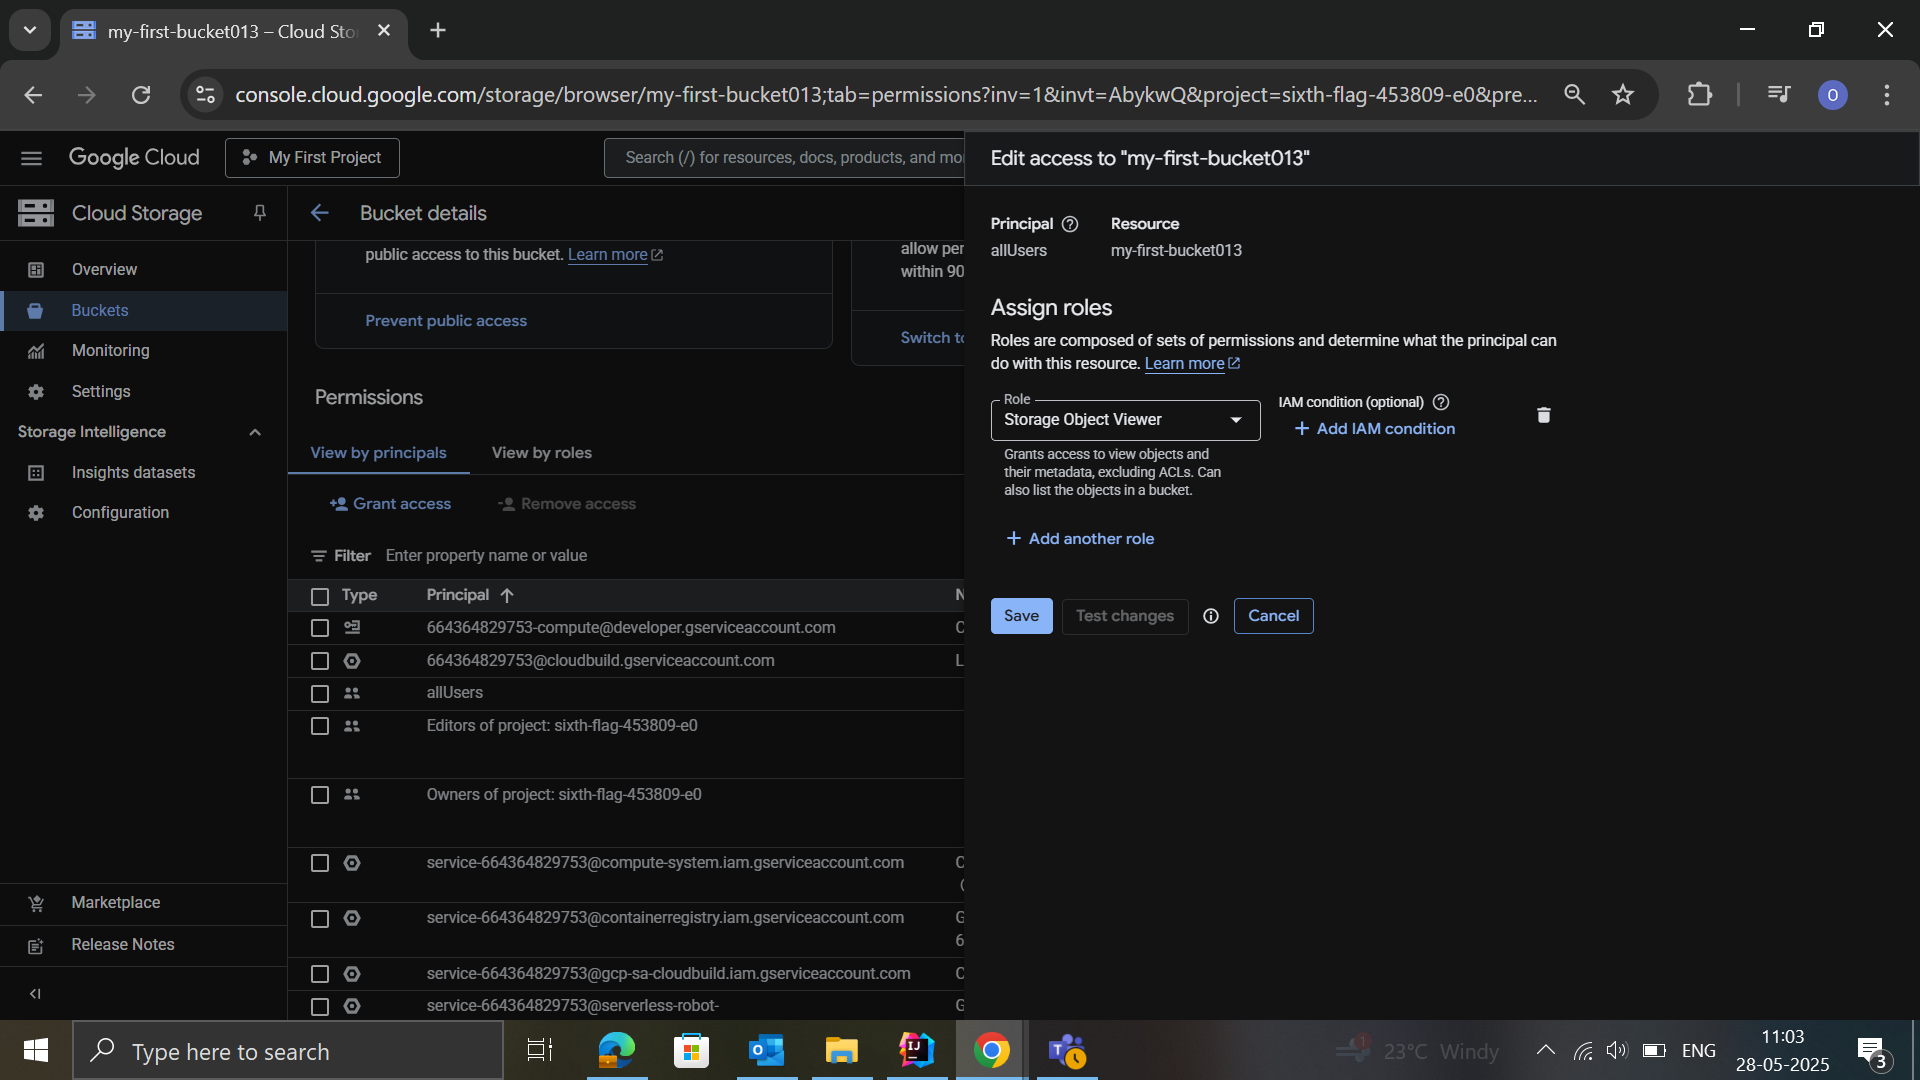 my-first-bucket013 – Cloud Sto
console.cloud.google.com/storage/browser/my-first-bucket013;tab=permissions?inv=1&invt=AbykwQ&project=sixth-flag-453809-e0&pre...
O
Google Cloud
My First Project
Search (/) for resources, docs, products, and mo
Cloud Storage
Overview
Buckets
Monitoring
Settings
Storage Intelligence
Insights datasets
Configuration
Marketplace
Release Notes
Bucket details
public access to this bucket. Learn more
Prevent public access
allow per
within 90
Switch to
Permissions
View by principals
View by roles
Grant access
Remove access
Filter
Enter property name or value
Type
Principal
N
664364829753-compute@developer.gserviceaccount.com
C
664364829753@cloudbuild.gserviceaccount.com
L
allUsers
Editors of project: sixth-flag-453809-e0
Owners of project: sixth-flag-453809-e0
service-664364829753@compute-system.iam.gserviceaccount.com
C
(
service-664364829753@containerregistry.iam.gserviceaccount.com
G
6
service-664364829753@gcp-sa-cloudbuild.iam.gserviceaccount.com
C
service-664364829753@serverless-robot-
G
Edit access to "my-first-bucket013"
Principal
Resource
allUsers
my-first-bucket013
Assign roles
Roles are composed of sets of permissions and determine what the principal can
do with this resource. Learn more
Role
Storage Object Viewer
IAM condition (optional)
Add IAM condition
Grants access to view objects and
their metadata, excluding ACLs. Can
also list the objects in a bucket.
Add another role
Save
Test changes
Cancel
Type here to search
1
23°C Windy
ENG
11:03
28-05-2025
3